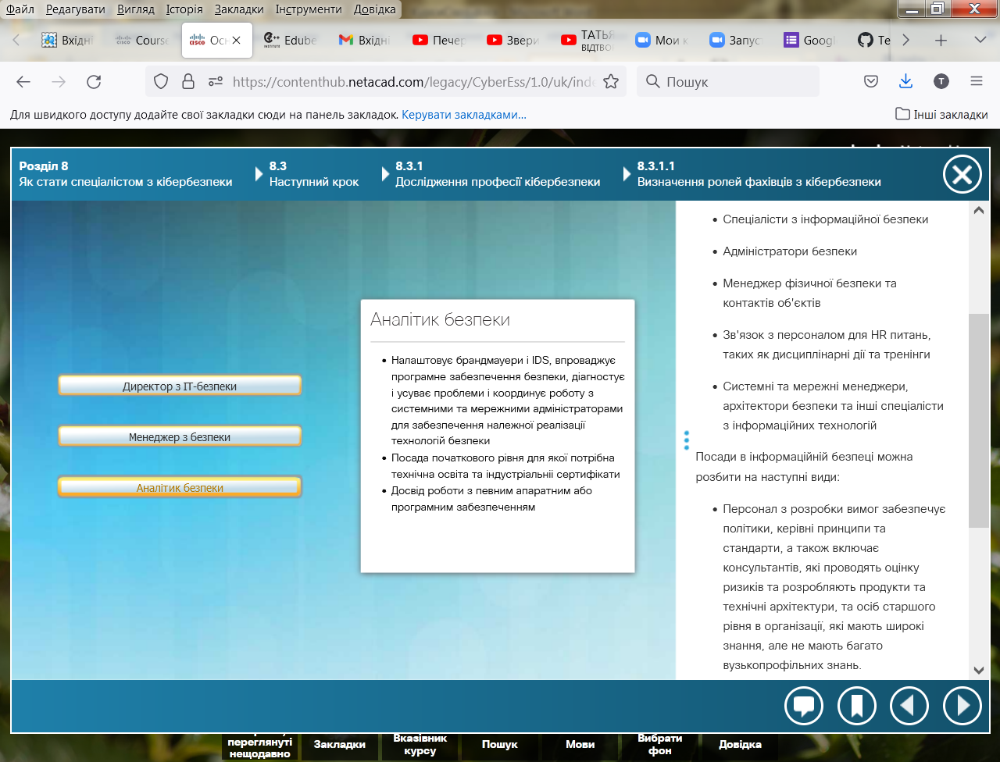 Файл Редагувати Вигляд Історія Закладки Інструменти Довідка
Вхідні Course Осн Edube Вхідні Печер Звери ТАТЬЯ Мои к Запус Googl Te
ВІДТВОР
https://contenthub.netacad.com/legacy/CyberEss/1.0/uk/inde
Пошук
Т
Для швидкого доступу додайте свої закладки сюди на панель закладок. Керувати закладками...
Інші закладки
Розділ 8
Як стати спеціалістом з кібербезпеки
8.3
Наступний крок
8.3.1
Дослідження професії кібербезпеки
8.3.1.1
Визначення ролей фахівців з кібербезпеки
Директор з ІТ-безпеки
Менеджер з безпеки
Аналітик безпеки
Аналітик безпеки
• Налаштовує брандмауери і IDS, впроваджує
програмне забезпечення безпеки, діагностує
і усуває проблеми і координує роботу з
системними та мережними адміністраторами
для забезпечення належної реалізації
технологій безпеки
• Посада початкового рівня для якої потрібна
технічна освіта та індустріальніі сертифікати
• Досвід роботи з певним апаратним або
програмним забезпеченням
• Спеціалісти з інформаційної безпеки
• Адміністратори безпеки
• Менеджер фізичної безпеки та
контактів об'єктів
• Зв'язок з персоналом для HR питань,
таких як дисциплінарні дії та тренінги
• Системні та мережні менеджери,
архітектори безпеки та інші спеціалісти
з інформаційних технологій
Посади в інформаційній безпеці можна
розбити на наступні види:
• Персонал з розробки вимог забезпечує
політики, керівні принципи та
стандарти, а також включає
консультантів, які проводять оцінку
ризиків та розробляють продукти та
технічні архітектури, та осіб старшого
рівня в організації, які мають широкі
знання, але не мають багато
вузькопрофільних знань.
переглянуті
нещодавно
Закладки
Вказівник
курсу
Пошук
Мови
Вибрати
фон
Довідка